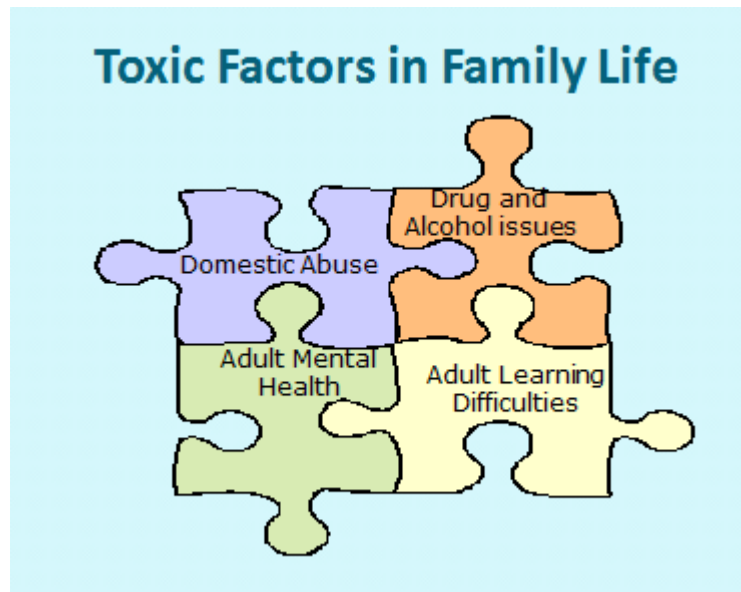 Toxic Factors in Family Life
Domestic Abuse
Drug and
Alcohol issues
Adult Mental
Health
Adult Learning
Difficulties